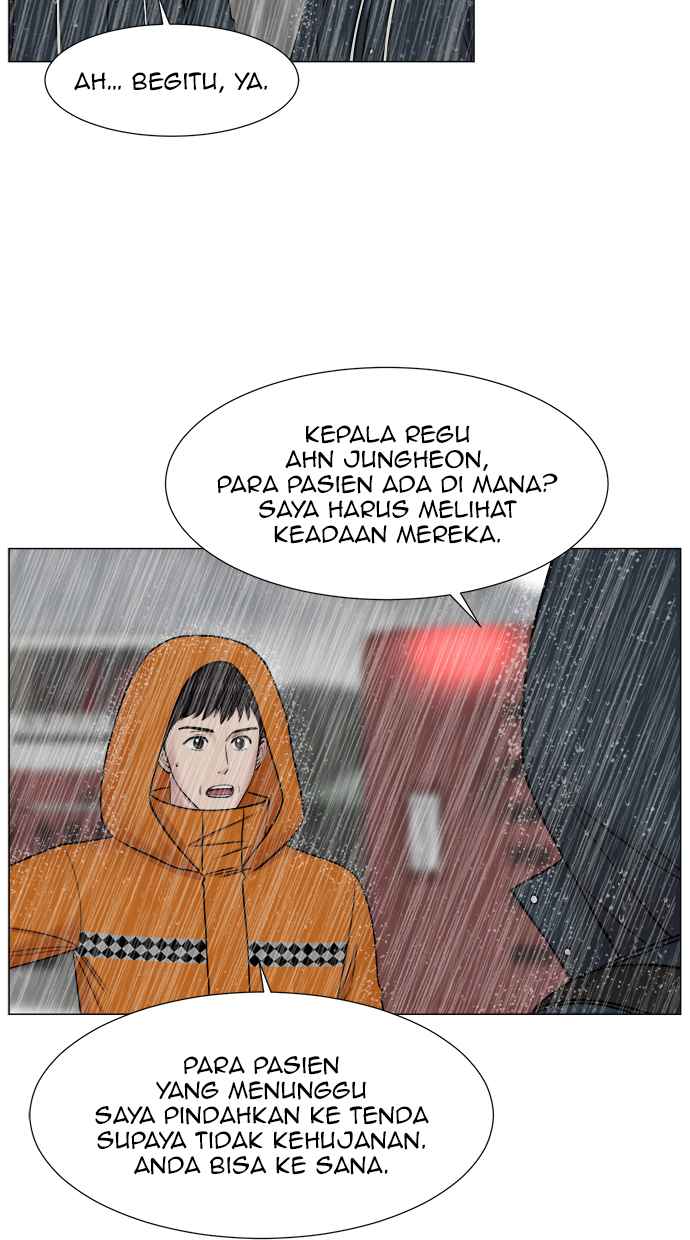 AH... BEGITU, YA.
KEPALA REGU
AHN JUNGHEON,
PARA PASIEN ADA DI MANA?
SAYA HARUS MELIHAT
KEADAAN MEREKA.
PARA PASIEN
YANG MENUNGGU
SAYA PINDAHKAN KE TENDA
SUPAYA TIDAK KEHUJANAN.
ANDA BISA KE SANA.